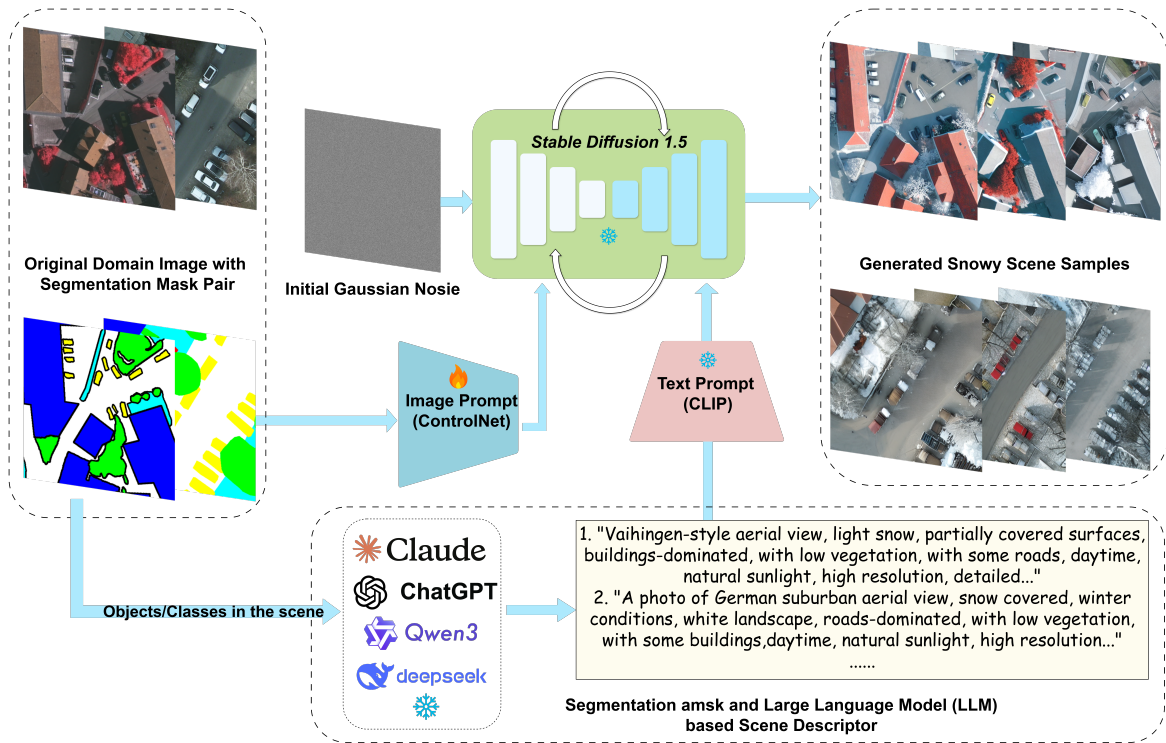 Original Domain Image with
Segmentation Mask Pair
Initial Gaussian Nosie
Stable Diffusion 1.5
Generated Snowy Scene Samples
Image Prompt
(ControlNet)
Text Prompt
(CLIP)
Objects/Classes in the scene
Claude
ChatGPT
Qwen3
deepseek
1. "Vaihingen-style aerial view, light snow, partially covered surfaces,
buildings-dominated, with low vegetation, with some roads, daytime,
natural sunlight, high resolution, detailed..."
2. "A photo of German suburban aerial view, snow covered, winter
conditions, white landscape, roads-dominated, with low vegetation,
with some buildings,daytime, natural sunlight, high resolution..."
......
Segmentation amsk and Large Language Model (LLM)
based Scene Descriptor